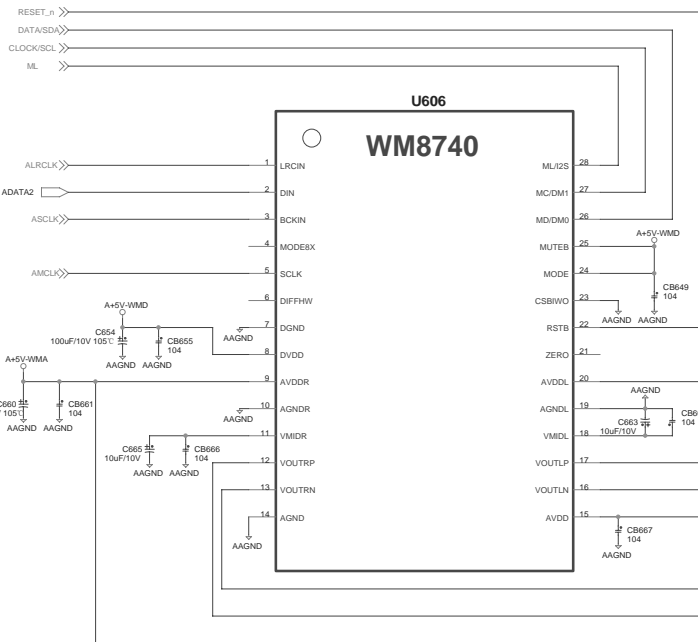 RESET_n
DATA/SDA
CLOCK/SCL
ML
U606
WM8740
ALRCLK
1 LRCIN
ML/I2S 28
ADATA2
2 DIN
MC/DM1 27
ASCLK
3 BCKIN
MD/DM0 26
4 MODE8X
MUTEB 25
A+5V-WMD
AMCLK
5 SCLK
MODE 24
CB649
104
6 DIFFHW
CSBIWO 23
AAGND AAGND
A+5V-WMD
C654
100uF/10V 105℃
CB655
104
AAGND AAGND
AAGND
7 DGND
RSTB 22
8 DVDD
ZERO 21
A+5V-WMA
9 AVDDR
AVDDL 20
105℃
CB661
104
AAGND AAGND
AAGND
10 AGNDR
AGNDL 19
AAGND
C663
10uF/10V
104
11 VMIDR
VMIDL 18
C665
10uF/10V
CB666
104
AAGND AAGND
12 VOUTRP
VOUTLP 17
13 VOUTRN
VOUTLN 16
14 AGND
AVDD 15
AAGND
CB667
104
AAGND